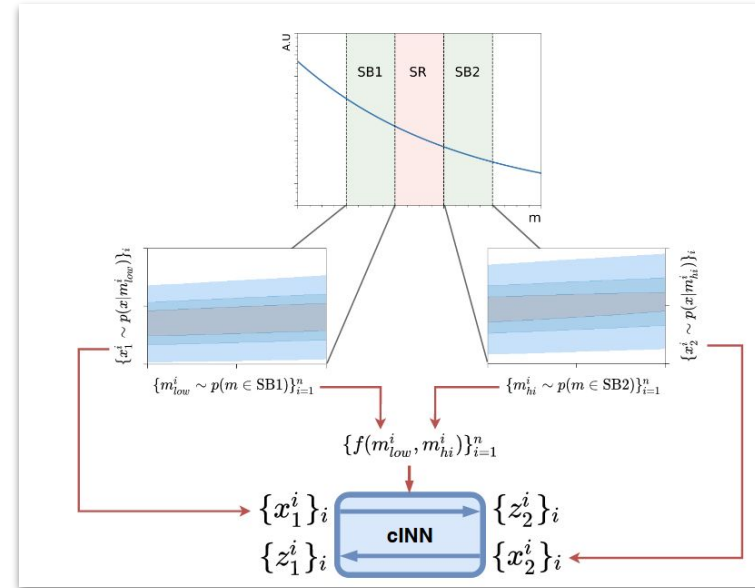 A.U
SB1 SR SB2
m
$\{x_1^i \sim p(x|m_{low}^i)\}_i$
$\{x_2^i \sim p(x|m_{hi}^i)\}_i$
$\{m_{low}^i \sim p(m \in \mathrm{SB1})\}_{i=1}^n$
$\{m_{hi}^i \sim p(m \in \mathrm{SB2})\}_{i=1}^n$
$\{f(m_{low}^i, m_{hi}^i)\}_{i=1}^n$
$\{x_1^i\}_i$ $\{z_2^i\}_i$
cINN
$\{z_1^i\}_i$ $\{x_2^i\}_i$